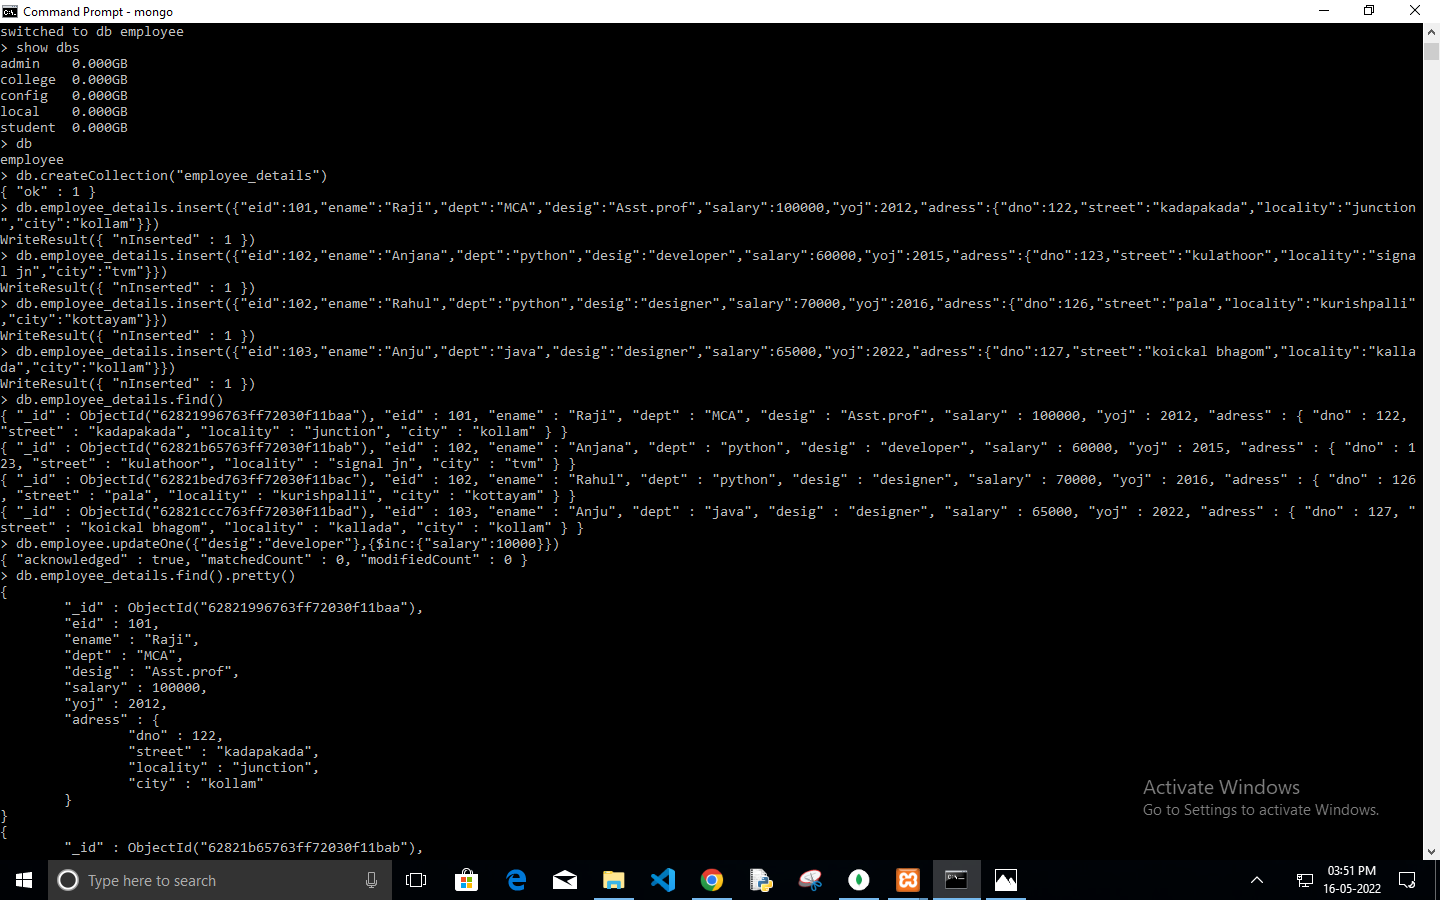 Command Prompt - mongo
switched to db employee
> show dbs
admin    0.000GB
college  0.000GB
config   0.000GB
local    0.000GB
student  0.000GB
> db
employee
> db.createCollection("employee_details")
{ "ok" : 1 }
> db.employee_details.insert({"eid":101,"ename":"Raji","dept":"MCA","desig":"Asst.prof","salary":100000,"yoj":2012,"adress":{"dno":122,"street":"kadapakada","locality":"junction
","city":"kollam"}})
WriteResult({ "nInserted" : 1 })
> db.employee_details.insert({"eid":102,"ename":"Anjana","dept":"python","desig":"developer","salary":60000,"yoj":2015,"adress":{"dno":123,"street":"kulathoor","locality":"signa
l jn","city":"tvm"}})
WriteResult({ "nInserted" : 1 })
> db.employee_details.insert({"eid":102,"ename":"Rahul","dept":"python","desig":"designer","salary":70000,"yoj":2016,"adress":{"dno":126,"street":"pala","locality":"kurishpalli"
,"city":"kottayam"}})
WriteResult({ "nInserted" : 1 })
> db.employee_details.insert({"eid":103,"ename":"Anju","dept":"java","desig":"designer","salary":65000,"yoj":2022,"adress":{"dno":127,"street":"koickal bhagom","locality":"kalla
da","city":"kollam"}})
WriteResult({ "nInserted" : 1 })
> db.employee_details.find()
{ "_id" : ObjectId("62821996763ff72030f11baa"), "eid" : 101, "ename" : "Raji", "dept" : "MCA", "desig" : "Asst.prof", "salary" : 100000, "yoj" : 2012, "adress" : { "dno" : 122,
"street" : "kadapakada", "locality" : "junction", "city" : "kollam" } }
{ "_id" : ObjectId("62821b65763ff72030f11bab"), "eid" : 102, "ename" : "Anjana", "dept" : "python", "desig" : "developer", "salary" : 60000, "yoj" : 2015, "adress" : { "dno" : 1
23, "street" : "kulathoor", "locality" : "signal jn", "city" : "tvm" } }
{ "_id" : ObjectId("62821bed763ff72030f11bac"), "eid" : 102, "ename" : "Rahul", "dept" : "python", "desig" : "designer", "salary" : 70000, "yoj" : 2016, "adress" : { "dno" : 126
, "street" : "pala", "locality" : "kurishpalli", "city" : "kottayam" } }
{ "_id" : ObjectId("62821ccc763ff72030f11bad"), "eid" : 103, "ename" : "Anju", "dept" : "java", "desig" : "designer", "salary" : 65000, "yoj" : 2022, "adress" : { "dno" : 127, "
street" : "koickal bhagom", "locality" : "kallada", "city" : "kollam" } }
> db.employee.updateOne({"desig":"developer"},{$inc:{"salary":10000}})
{ "acknowledged" : true, "matchedCount" : 0, "modifiedCount" : 0 }
> db.employee_details.find().pretty()
{
        "_id" : ObjectId("62821996763ff72030f11baa"),
        "eid" : 101,
        "ename" : "Raji",
        "dept" : "MCA",
        "desig" : "Asst.prof",
        "salary" : 100000,
        "yoj" : 2012,
        "adress" : {
                "dno" : 122,
                "street" : "kadapakada",
                "locality" : "junction",
                "city" : "kollam"
        }
}
{
        "_id" : ObjectId("62821b65763ff72030f11bab"),
Activate Windows
Go to Settings to activate Windows.
Type here to search
03:51 PM
16-05-2022